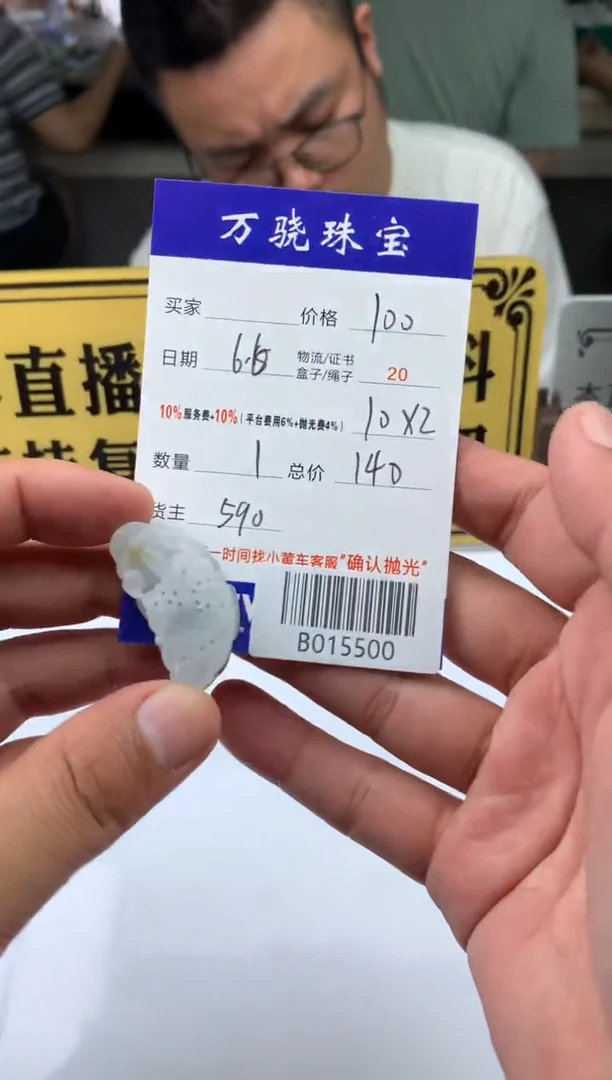 万骁珠宝
买家 价格 100
日期 6. 物流/证书 盒子/绳子 20
10%服务费+10%(平台费用6%+抛光费4%) 10×2
数量 1 总价 140
货主 590
一时间找小黄车客服"确认抛光"
B015500
直播
料